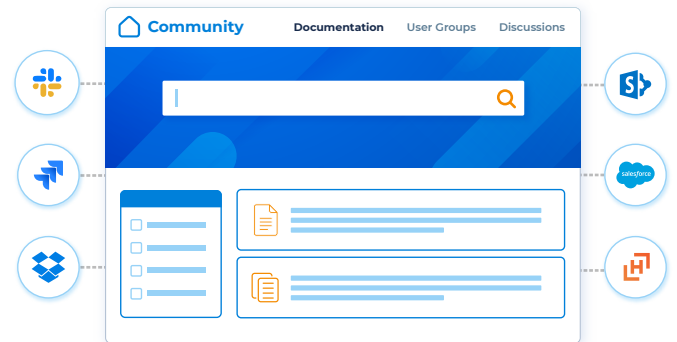 Community
Documentation
User Groups
Discussions
S
salesforce
H